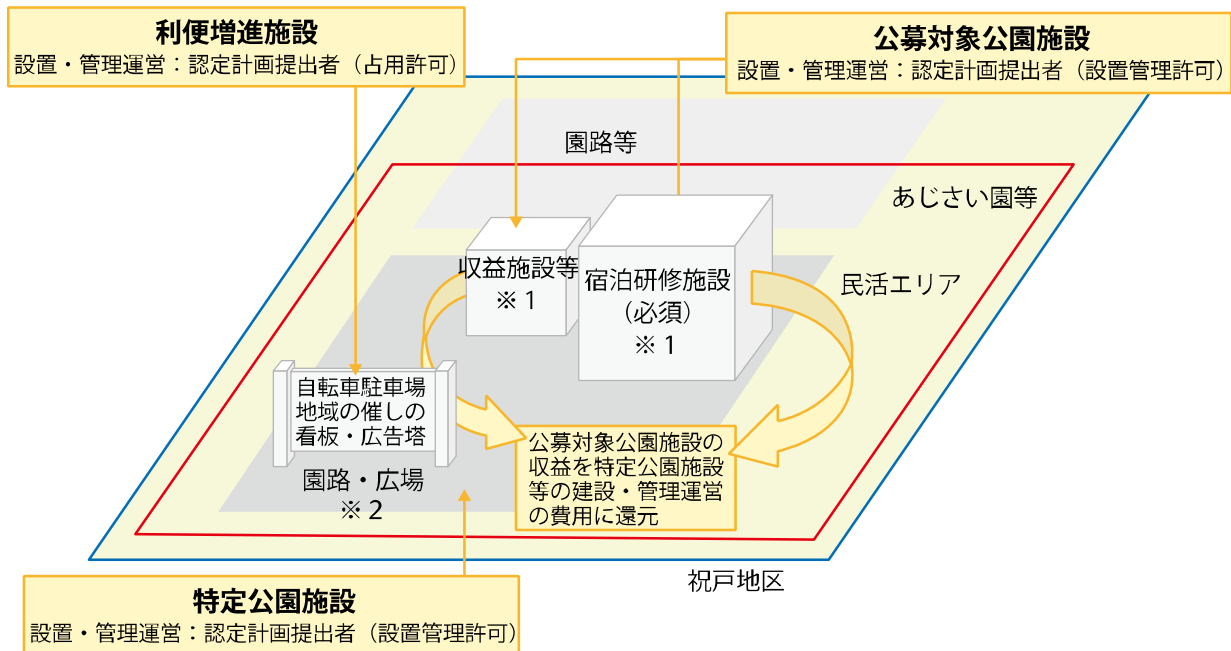 利便増進施設
設置・管理運営：認定計画提出者（占用許可）
公募対象公園施設
設置・管理運営：認定計画提出者（設置管理許可）
園路等
あじさい園等
収益施設等
※１
宿泊研修施設
（必須）
※１
民活エリア
自転車駐車場
地域の催しの
看板・広告塔
園路・広場
※２
公募対象公園施設の
収益を特定公園施設
等の建設・管理運営
の費用に還元
祝戸地区
特定公園施設
設置・管理運営：認定計画提出者（設置管理許可）